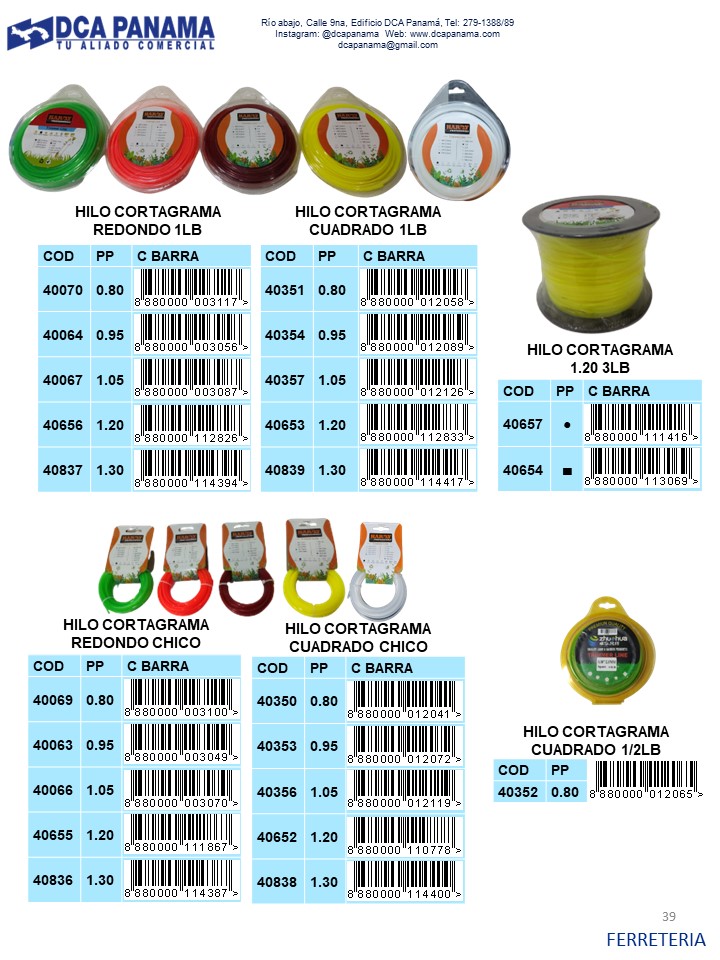 DCA PANAMA
TU ALIADO COMERCIAL
Río abajo, Calle 9na, Edificio DCA Panamá, Tel: 279-1388/89
Instagram: @dcapanama Web: www.dcapanama.com
dcapanama@gmail.com
HILO CORTAGRAMA
REDONDO 1LB
COD PP C BARRA
40070 0.80 8 880000 003117 >
40064 0.95 8 880000 003056 >
40067 1.05 8 880000 003087 >
40656 1.20 8 880000 112826 >
40837 1.30 8 880000 114394 >
HILO CORTAGRAMA
CUADRADO 1LB
COD PP C BARRA
40351 0.80 8 880000 012058 >
40354 0.95 8 880000 012089 >
40357 1.05 8 880000 012126 >
40653 1.20 8 880000 112833 >
40839 1.30 8 880000 114417 >
HILO CORTAGRAMA
1.20 3LB
COD PP C BARRA
40657 ● 8 880000 111416 >
40654 ■ 8 880000 113069 >
HILO CORTAGRAMA
REDONDO CHICO
COD PP C BARRA
40069 0.80 8 880000 003100 >
40063 0.95 8 880000 003049 >
40066 1.05 8 880000 003070 >
40655 1.20 8 880000 111867 >
40836 1.30 8 880000 114387 >
HILO CORTAGRAMA
CUADRADO CHICO
COD PP C BARRA
40350 0.80 8 880000 012041 >
40353 0.95 8 880000 012072 >
40356 1.05 8 880000 012119 >
40652 1.20 8 880000 110778 >
40838 1.30 8 880000 114400 >
HILO CORTAGRAMA
CUADRADO 1/2LB
COD PP
40352 0.80 8 880000 012065 >
39
FERRETERIA